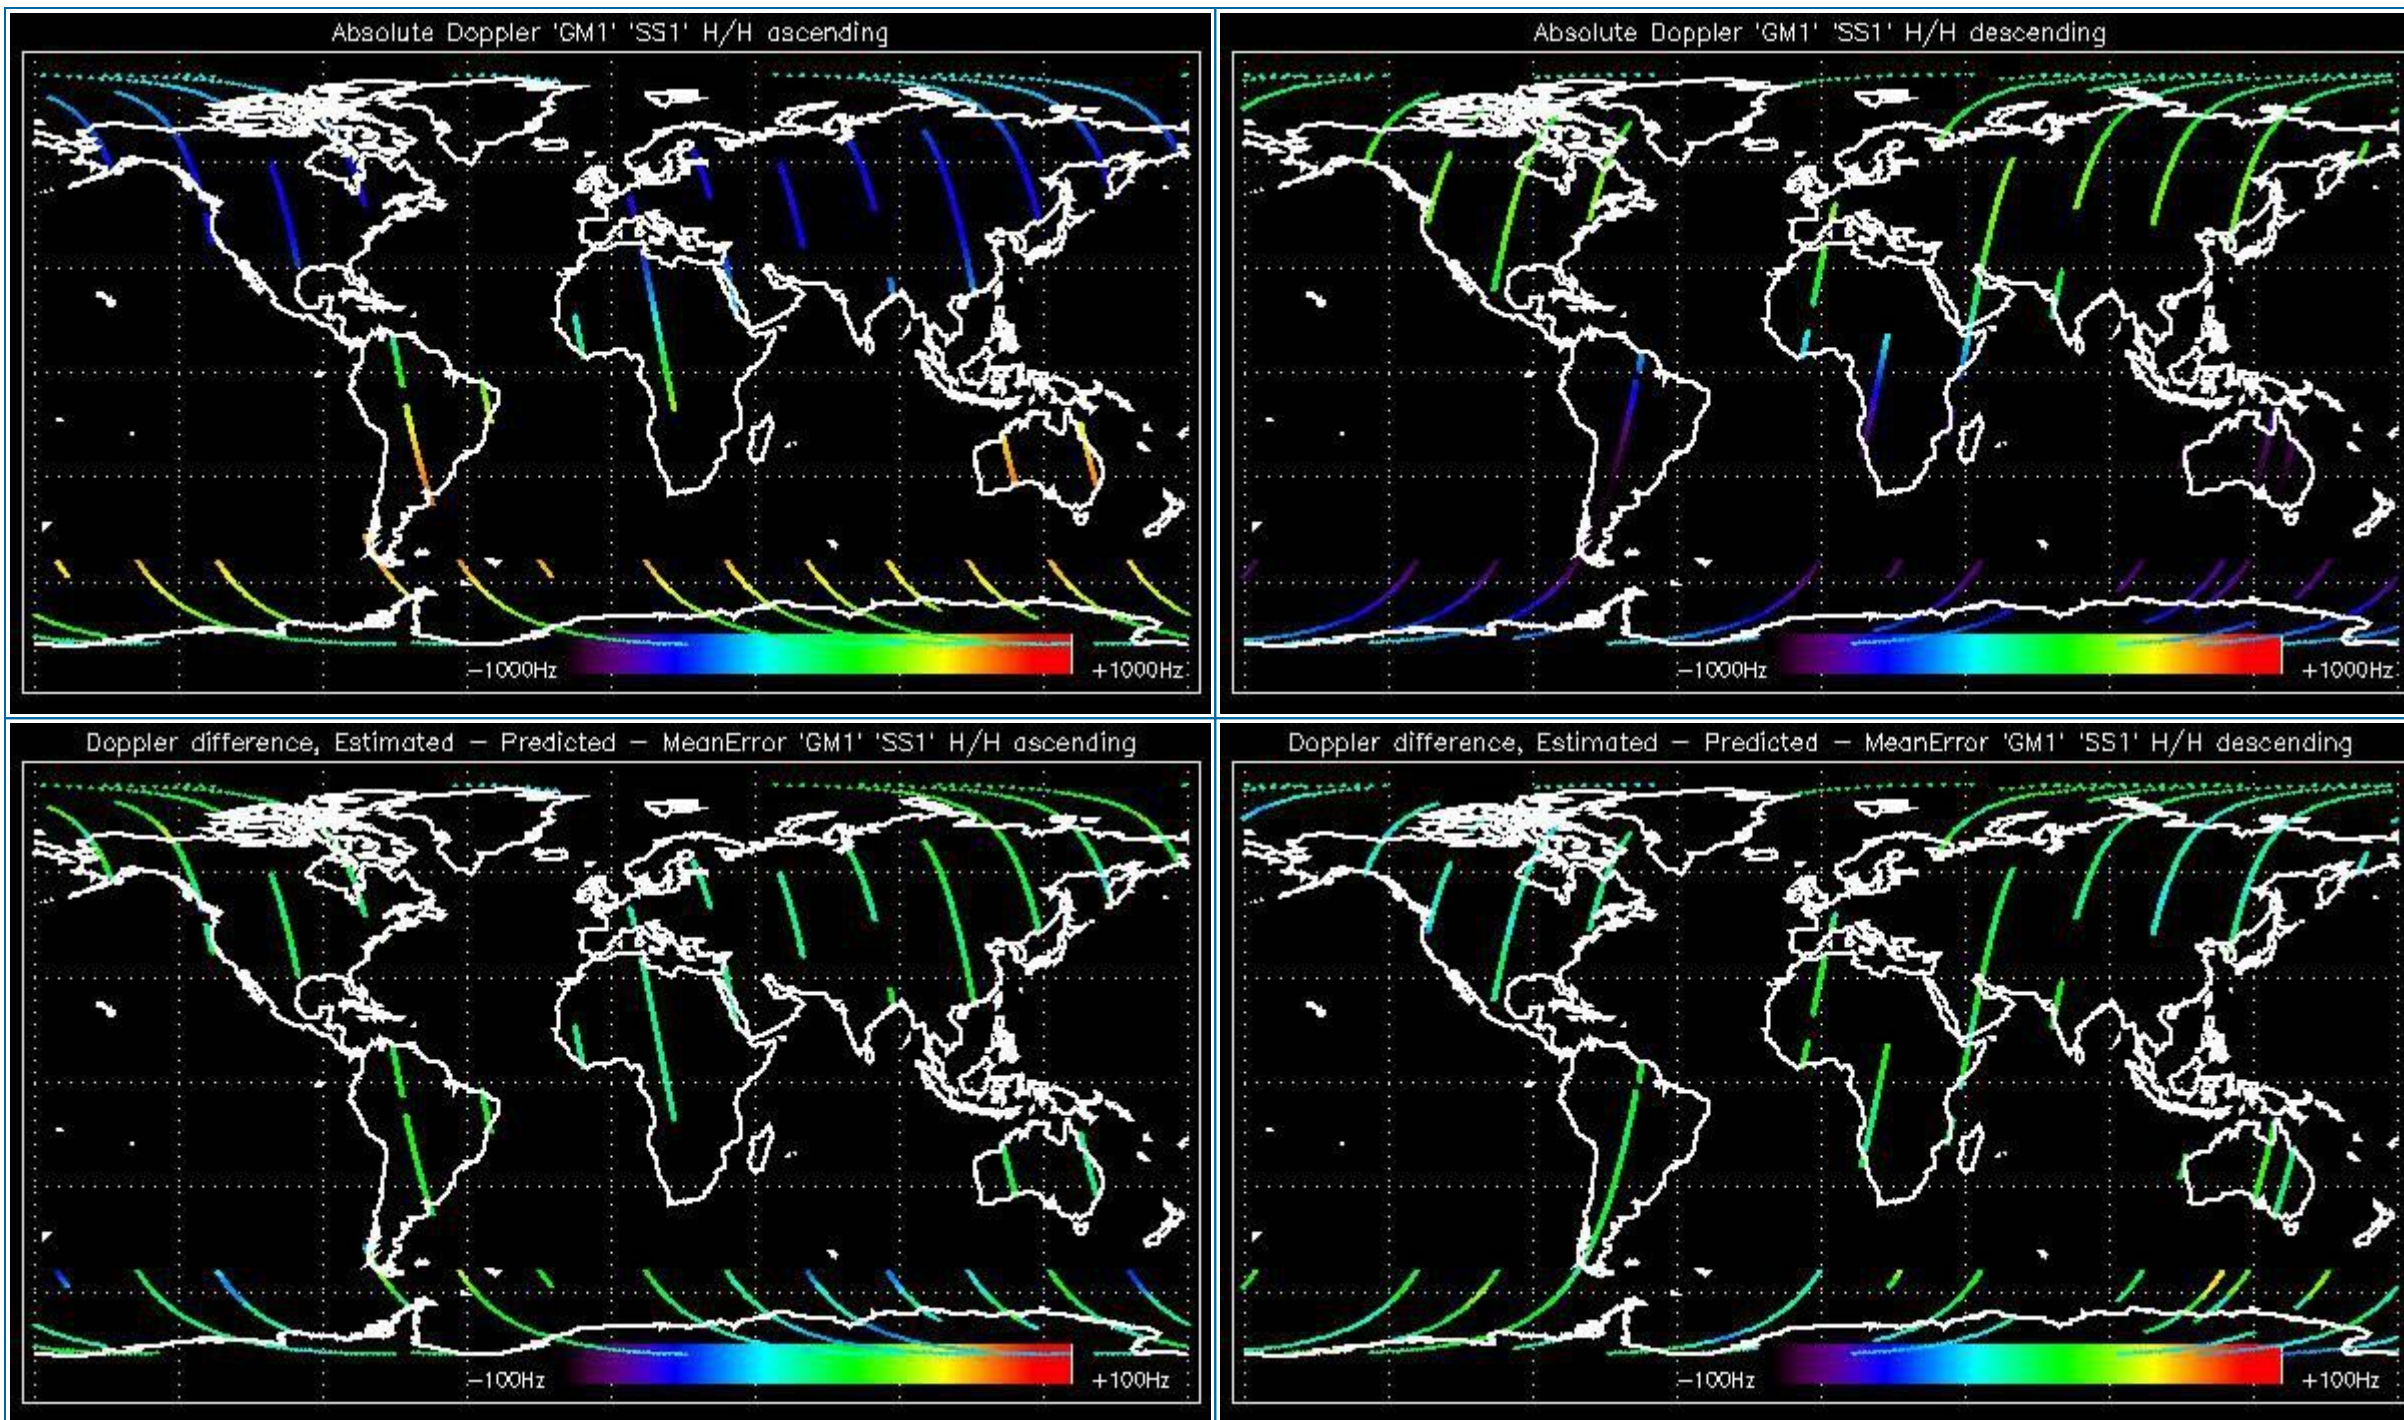 Absolute Doppler 'GM1' 'SS1' H/H ascending
−1000Hz
+1000Hz
Absolute Doppler 'GM1' 'SS1' H/H descending
−1000Hz
+1000Hz
Doppler difference, Estimated − Predicted − MeanError 'GM1' 'SS1' H/H ascending
−100Hz
+100Hz
Doppler difference, Estimated − Predicted − MeanError 'GM1' 'SS1' H/H descending
−100Hz
+100Hz